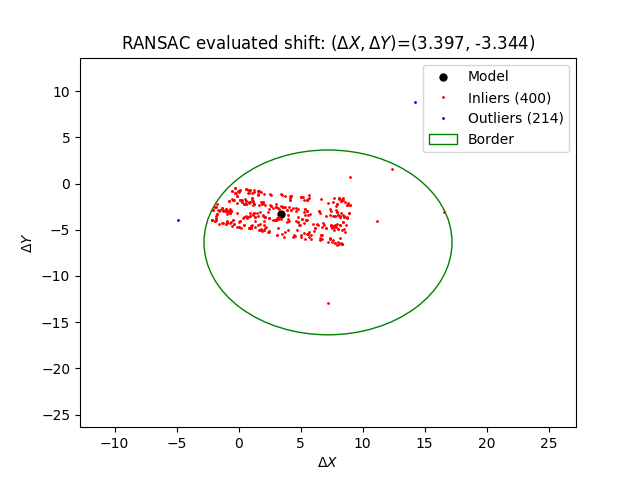 RANSAC evaluated shift: (ΔX, ΔY)=(3.397, -3.344)
Model
Inliers (400)
Outliers (214)
Border
10
5
0
−5
−10
−15
−20
−25
ΔY
−10 −5 0 5 10 15 20 25
ΔX